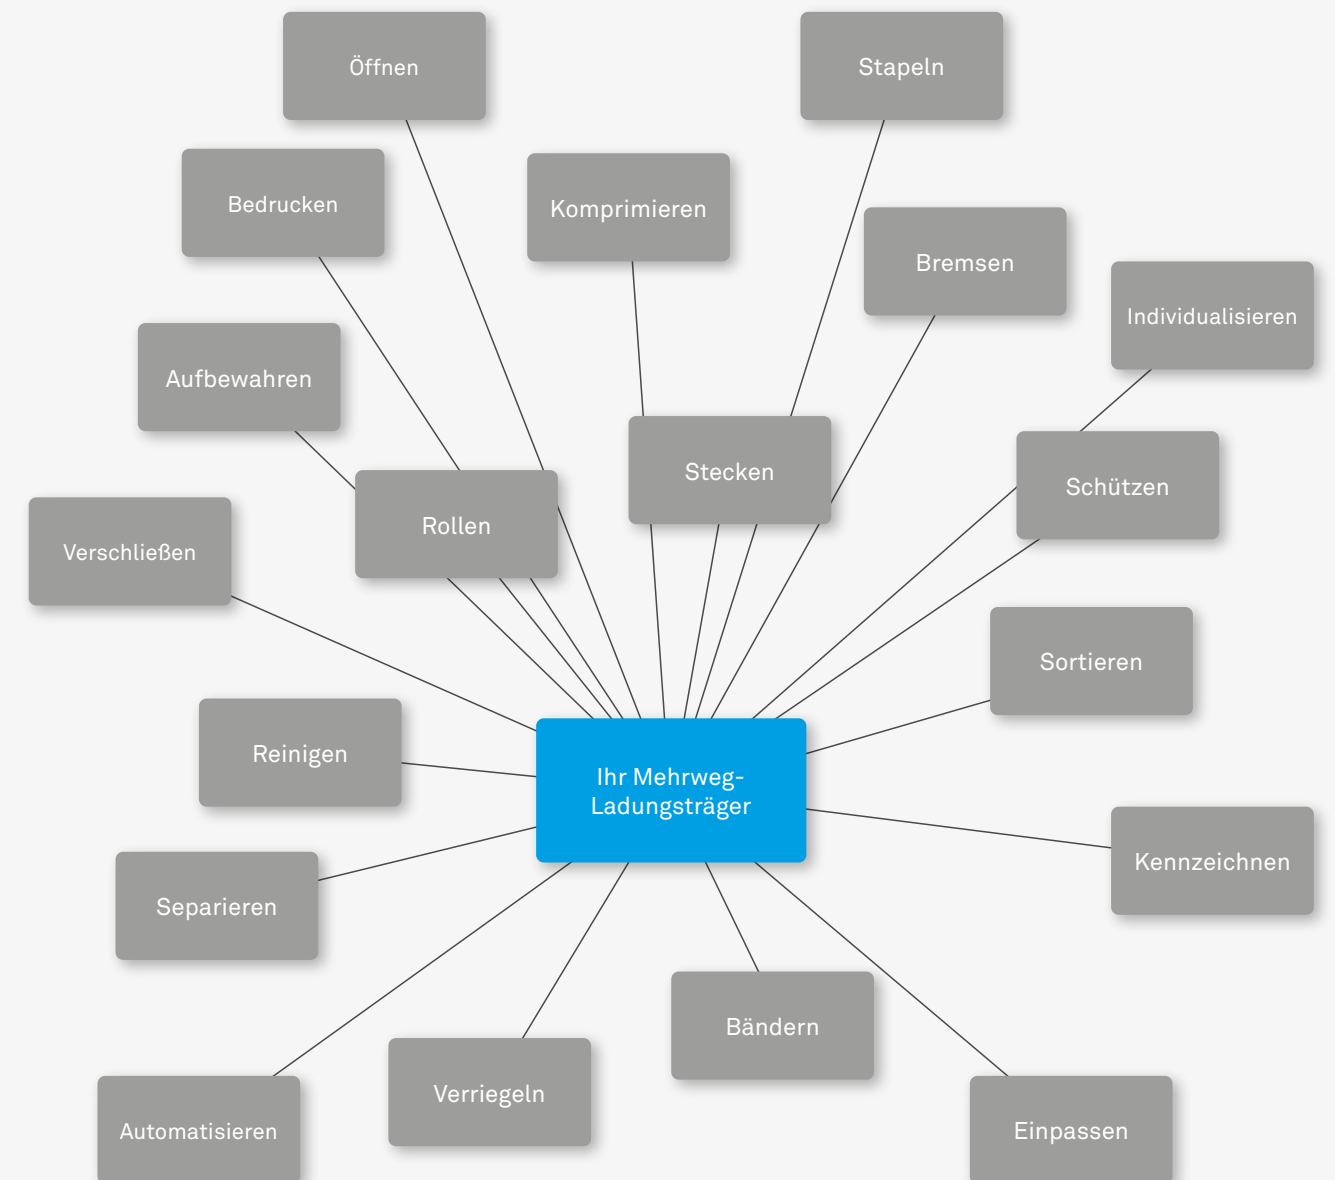 Öffnen
Stapeln
Bedrucken
Komprimieren
Bremsen
Individualisieren
Aufbewahren
Stecken
Schützen
Rollen
Verschließen
Sortieren
Reinigen
Ihr Mehrweg-
Ladungsträger
Kennzeichnen
Separieren
Bändern
Verriegeln
Automatisieren
Einpassen